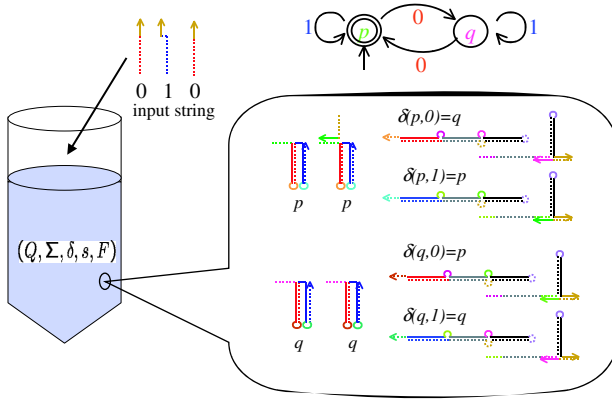 0
1 p q 1
0
0 1 0
input string
δ(p,0)=q
δ(p,1)=p
p p
(Q, Σ, δ, s, F)
δ(q,0)=p
δ(q,1)=q
q q